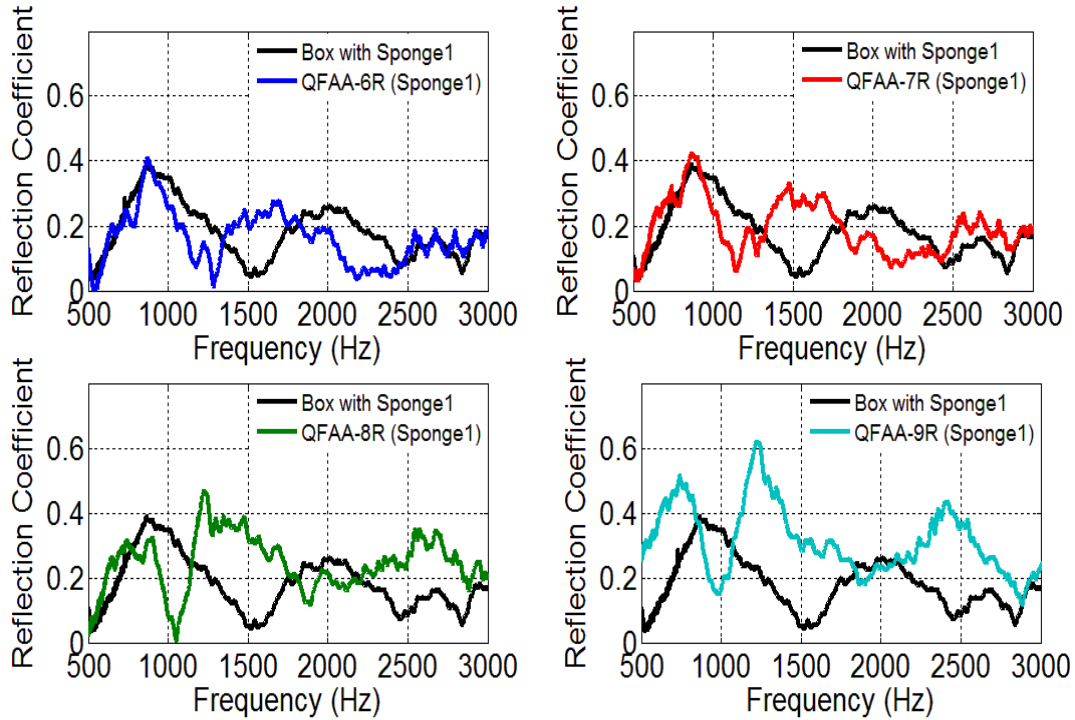 Reflection Coefficient
0.6
0.4
0.2
0
Box with Sponge1
QFAA-6R (Sponge1)
500 1000 1500 2000 2500 3000
Frequency (Hz)
Reflection Coefficient
0.6
0.4
0.2
0
Box with Sponge1
QFAA-7R (Sponge1)
500 1000 1500 2000 2500 3000
Frequency (Hz)
Reflection Coefficient
0.6
0.4
0.2
0
Box with Sponge1
QFAA-8R (Sponge1)
500 1000 1500 2000 2500 3000
Frequency (Hz)
Reflection Coefficient
0.6
0.4
0.2
0
Box with Sponge1
QFAA-9R (Sponge1)
500 1000 1500 2000 2500 3000
Frequency (Hz)